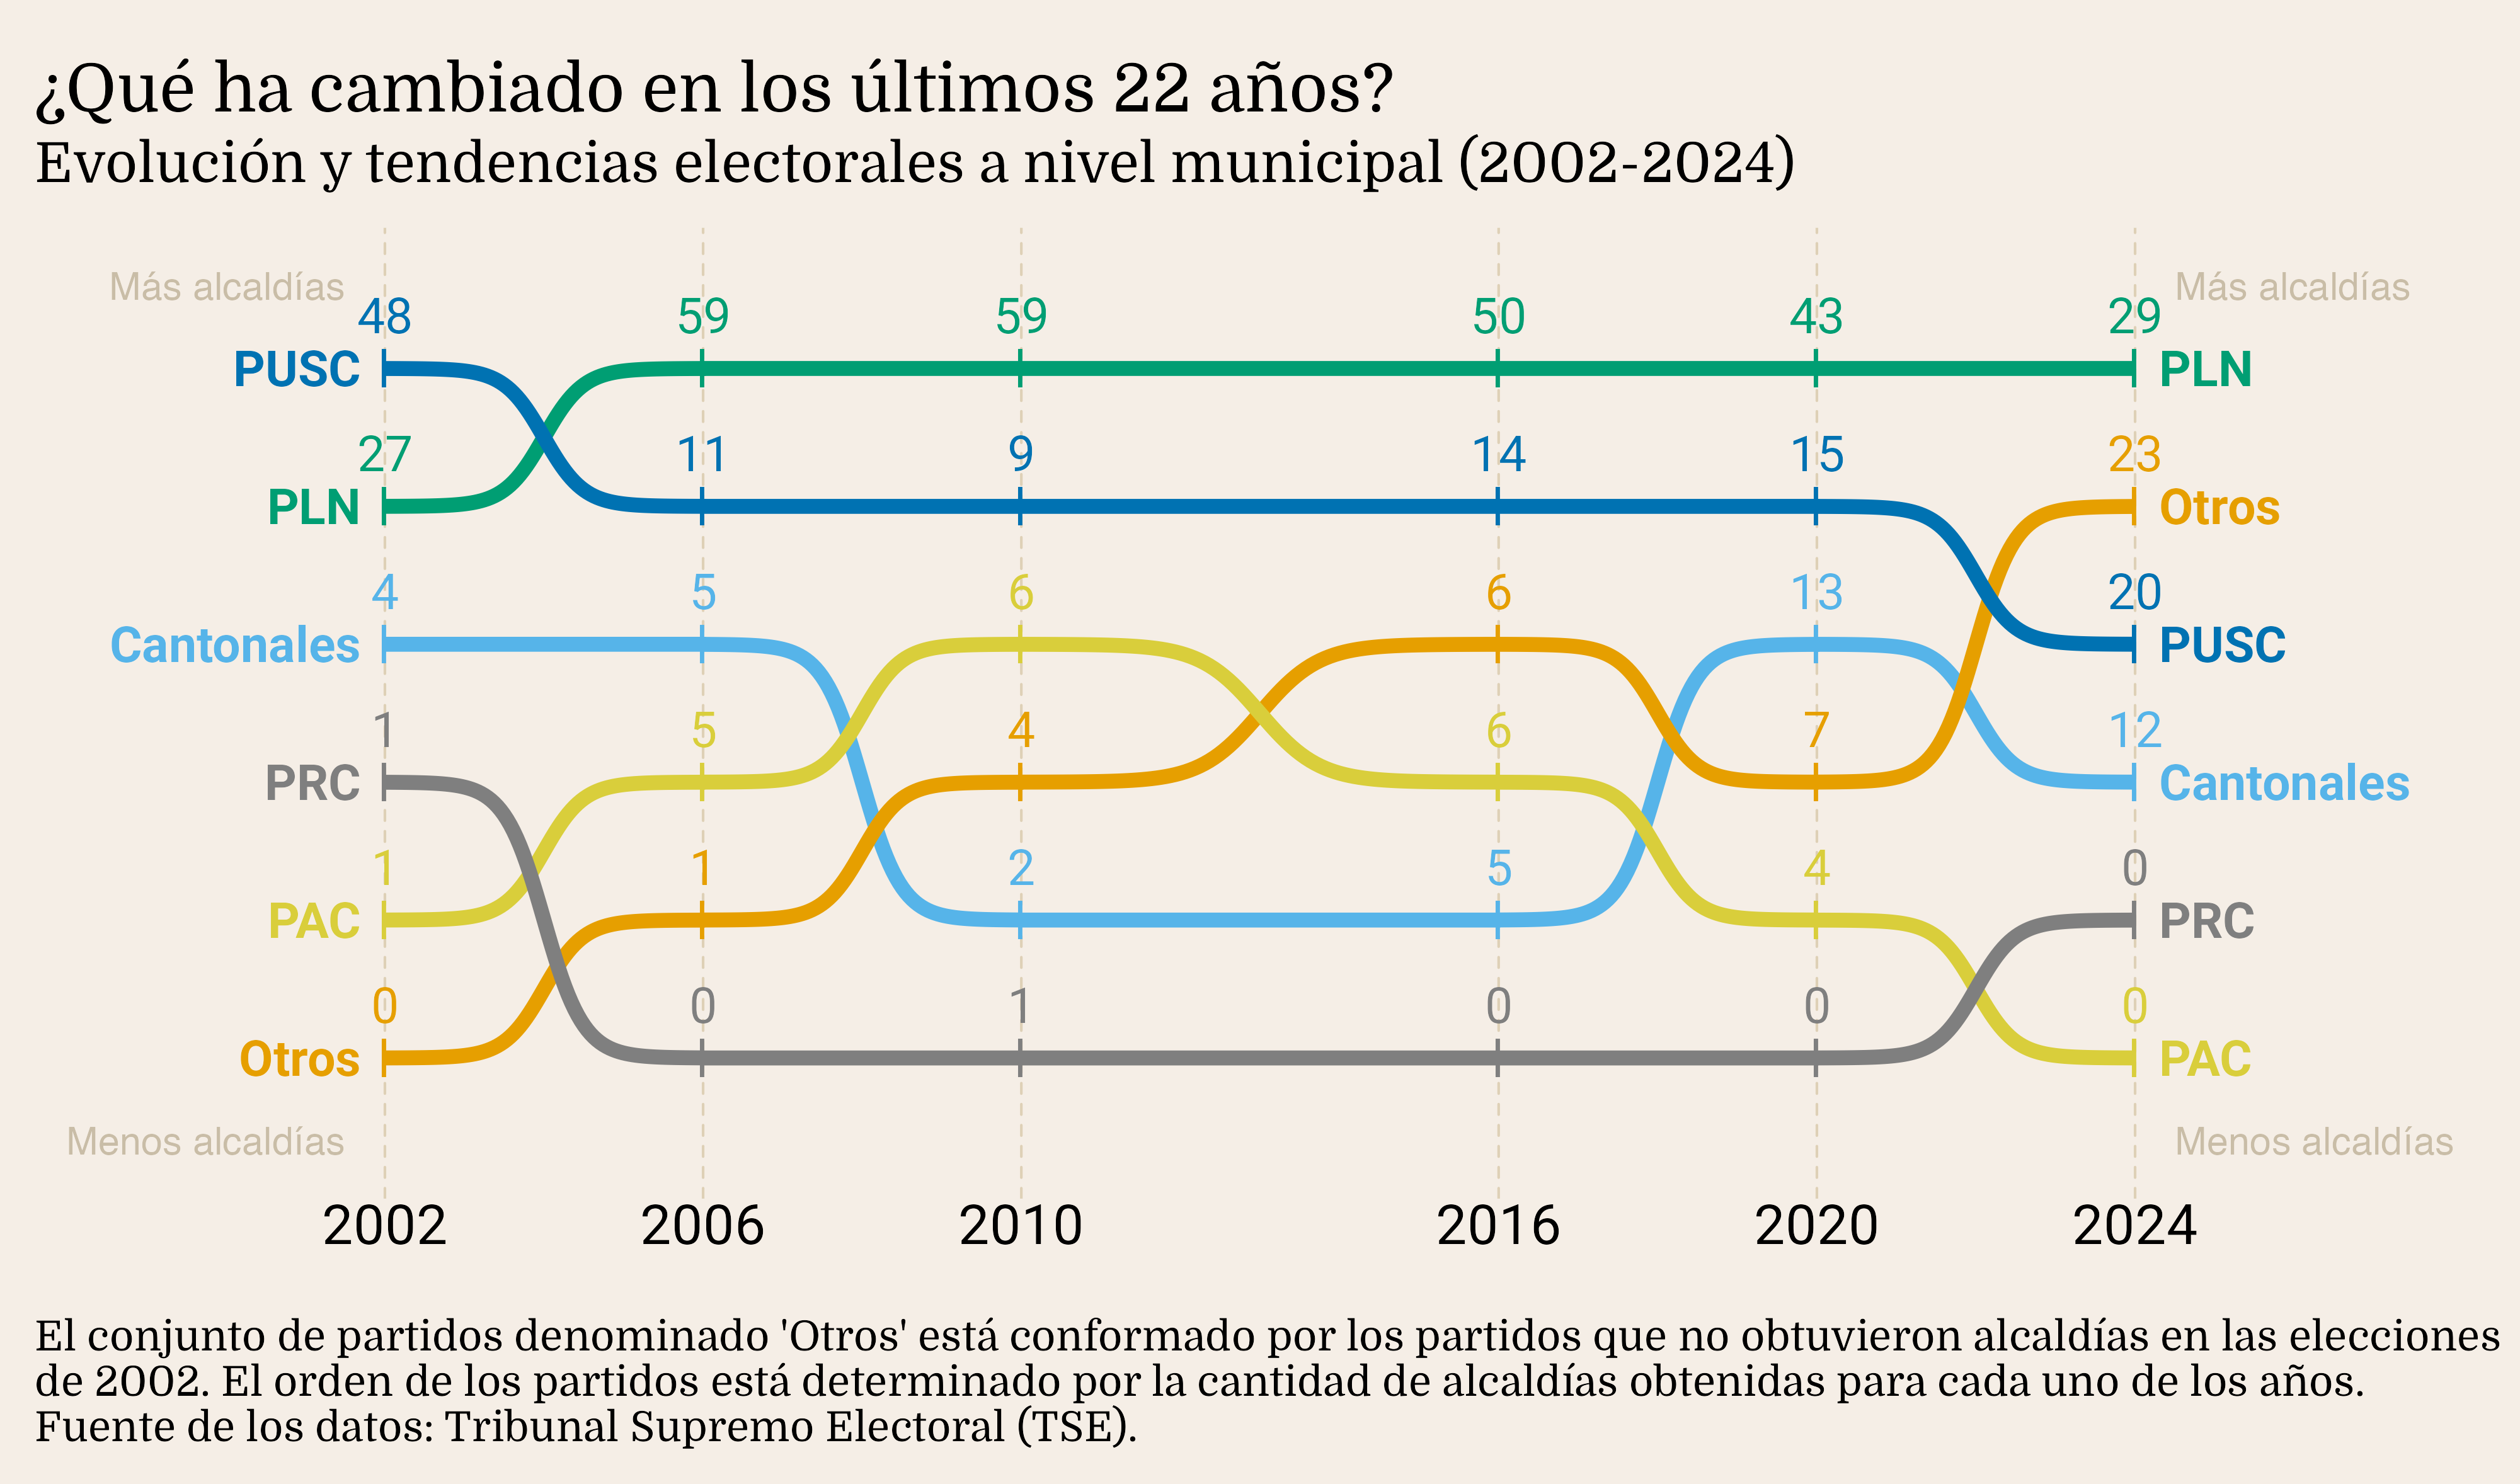 ¿Qué ha cambiado en los últimos 22 años?
Evolución y tendencias electorales a nivel municipal (2002-2024)
Más alcaldías
Más alcaldías
48 59 59 50 43 29
PUSC PLN
27 11 9 14 15 23
PLN Otros
4 5 6 6 13 20
Cantonales PUSC
1 5 4 6 7 12
PRC Cantonales
1 1 2 5 4 0
PAC PRC
0 0 1 0 0 0
Otros PAC
Menos alcaldías
Menos alcaldías
2002 2006 2010 2016 2020 2024
El conjunto de partidos denominado 'Otros' está conformado por los partidos que no obtuvieron alcaldías en las elecciones
de 2002. El orden de los partidos está determinado por la cantidad de alcaldías obtenidas para cada uno de los años.
Fuente de los datos: Tribunal Supremo Electoral (TSE).